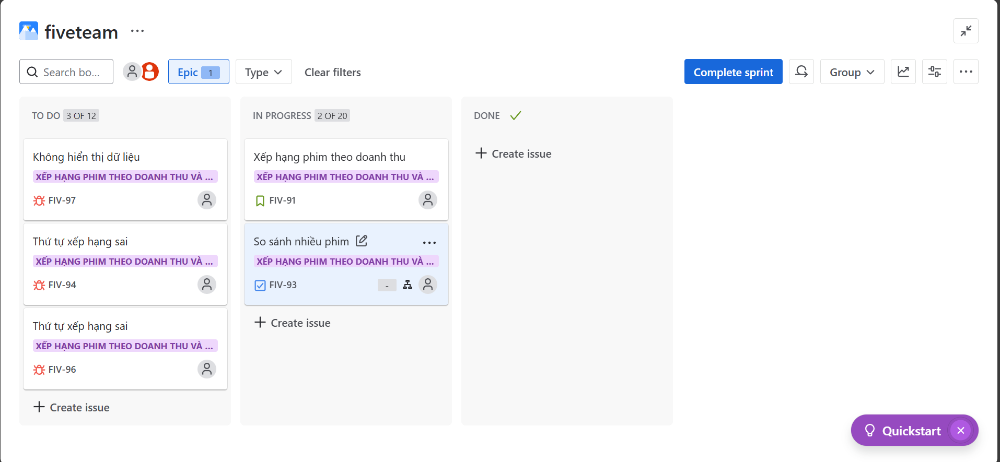 fiveteam
Search bo...
Epic 1
Type
Clear filters
Complete sprint
Group
TO DO 3 OF 12
Không hiển thị dữ liệu
XẾP HẠNG PHIM THEO DOANH THU VÀ ...
FIV-97
Thứ tự xếp hạng sai
XẾP HẠNG PHIM THEO DOANH THU VÀ ...
FIV-94
Thứ tự xếp hạng sai
XẾP HẠNG PHIM THEO DOANH THU VÀ ...
FIV-96
Create issue
IN PROGRESS 2 OF 20
Xếp hạng phim theo doanh thu
XẾP HẠNG PHIM THEO DOANH THU VÀ ...
FIV-91
So sánh nhiều phim
XẾP HẠNG PHIM THEO DOANH THU VÀ ...
FIV-93 -
Create issue
DONE
Create issue
Quickstart